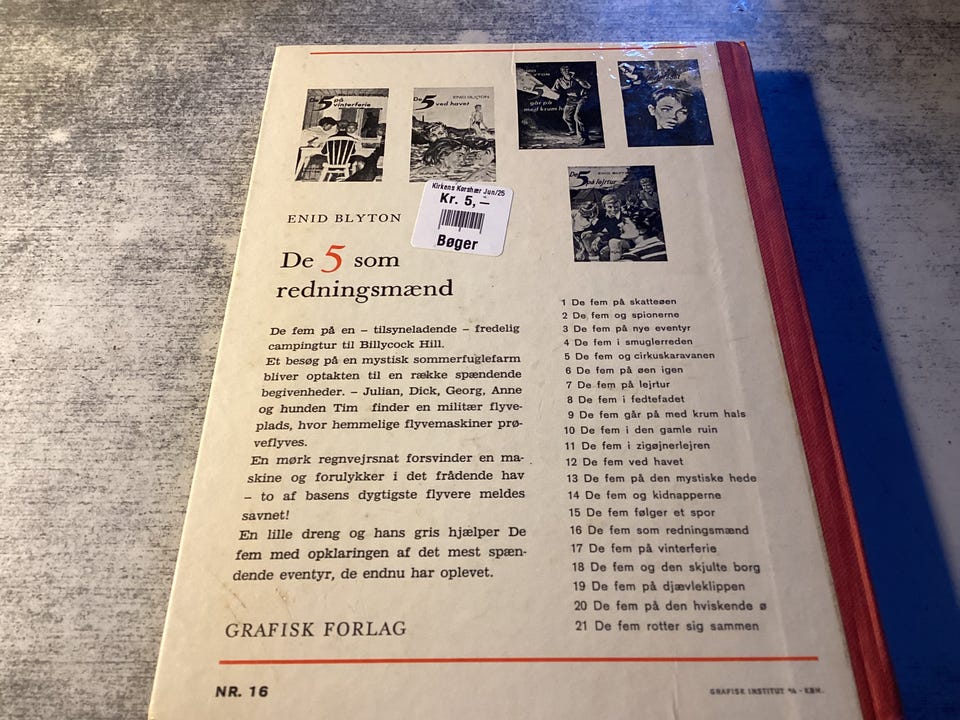 De 5 på
vinterferie
ENID BLYTON
De 5 ved havet
ENID
BLYTON
De 5
går på
med krum h
ENID BLYTON
De 5 på lejrtur
Kirkens Korshær Jun/25
Kr. 5,-
Bøger
ENID BLYTON
De 5 som
redningsmænd
De fem på en – tilsyneladende – fredelig
campingtur til Billycock Hill.
Et besøg på en mystisk sommerfuglefarm
bliver optakten til en række spændende
begivenheder. – Julian, Dick, Georg, Anne
og hunden Tim finder en militær flyve-
plads, hvor hemmelige flyvemaskiner prø-
veflyves.
En mørk regnvejrsnat forsvinder en ma-
skine og forulykker i det frådende hav
– to af basens dygtigste flyvere meldes
savnet!
En lille dreng og hans gris hjælper De
fem med opklaringen af det mest spæn-
dende eventyr, de endnu har oplevet.
GRAFISK FORLAG
NR. 16
1 De fem på skatteøen
2 De fem og spionerne
3 De fem på nye eventyr
4 De fem i smuglerreden
5 De fem og cirkuskaravanen
6 De fem på øen igen
7 De fem på lejrtur
8 De fem i fedtefadet
9 De fem går på med krum hals
10 De fem i den gamle ruin
11 De fem i zigøjnerlejren
12 De fem ved havet
13 De fem på den mystiske hede
14 De fem og kidnapperne
15 De fem følger et spor
16 De fem som redningsmænd
17 De fem på vinterferie
18 De fem og den skjulte borg
19 De fem på djævleklippen
20 De fem på den hviskende ø
21 De fem rotter sig sammen
GRAFISK INSTITUT A/S - KBH.